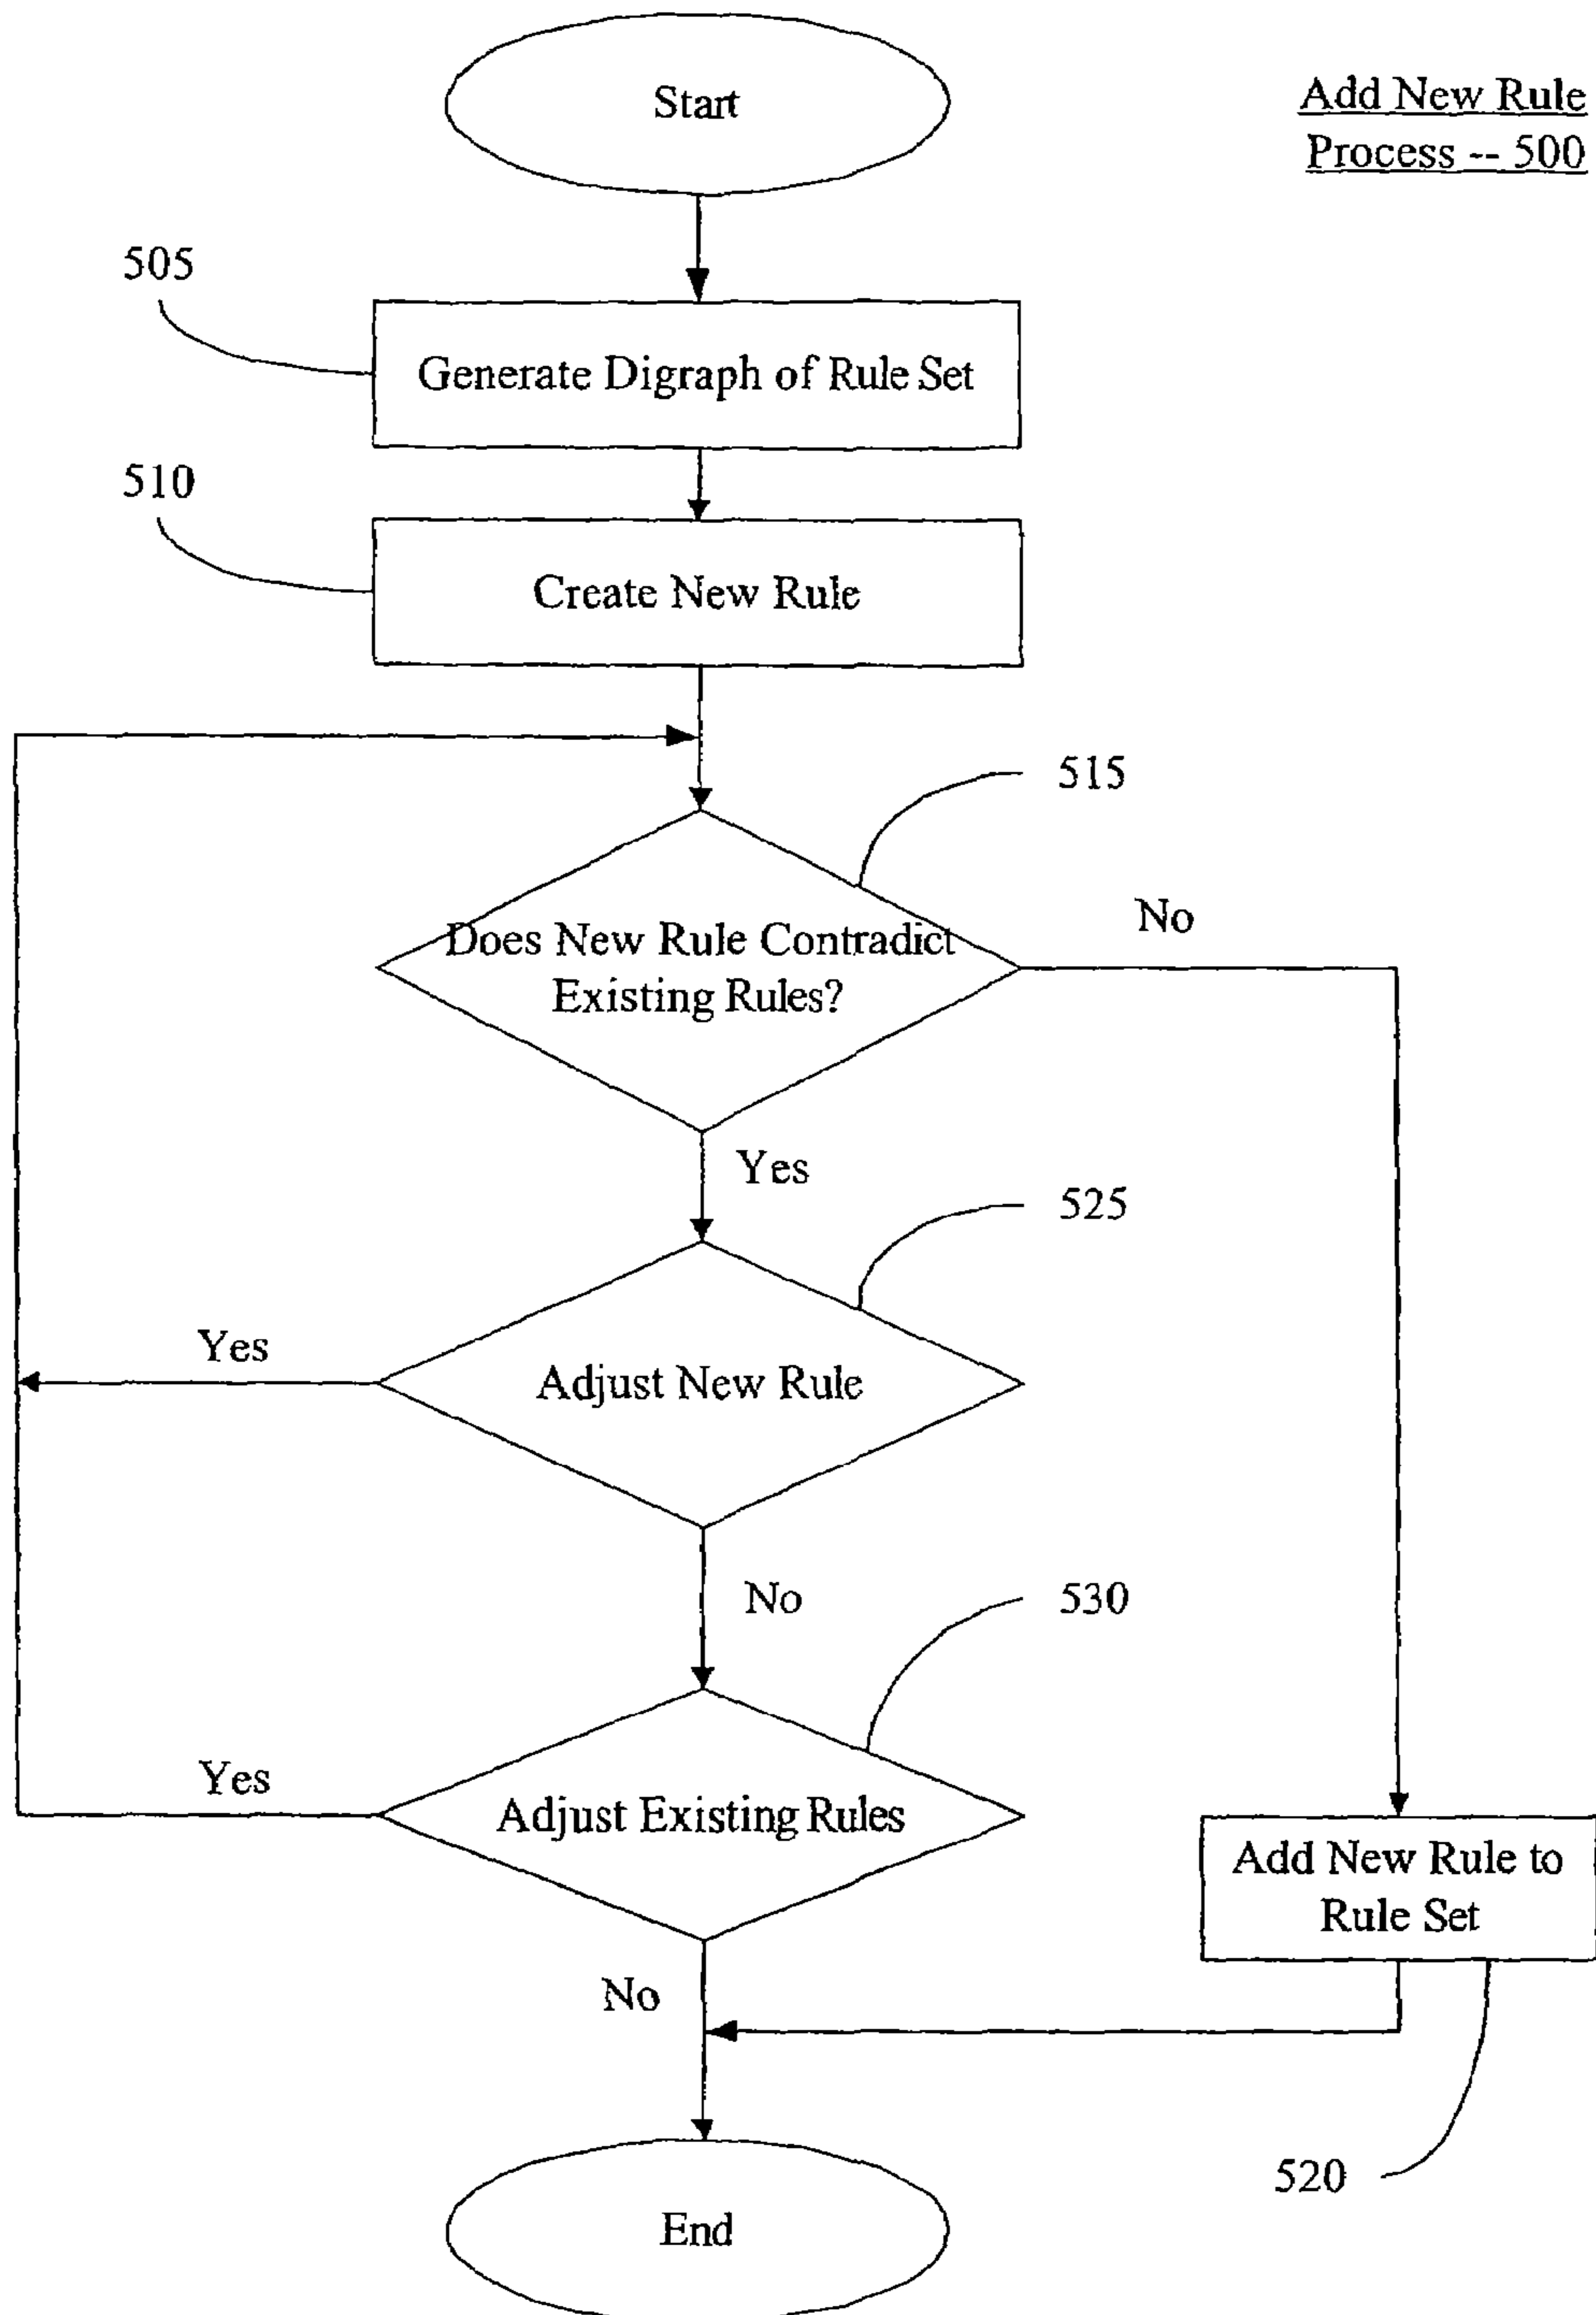 Start
Add New Rule
Process -- 500
505
Generate Digraph of Rule Set
510
Create New Rule
515
Does New Rule Contradict
Existing Rules?
No
Yes
525
Yes
Adjust New Rule
No
530
Yes
Adjust Existing Rules
Add New Rule to
Rule Set
No
520
End